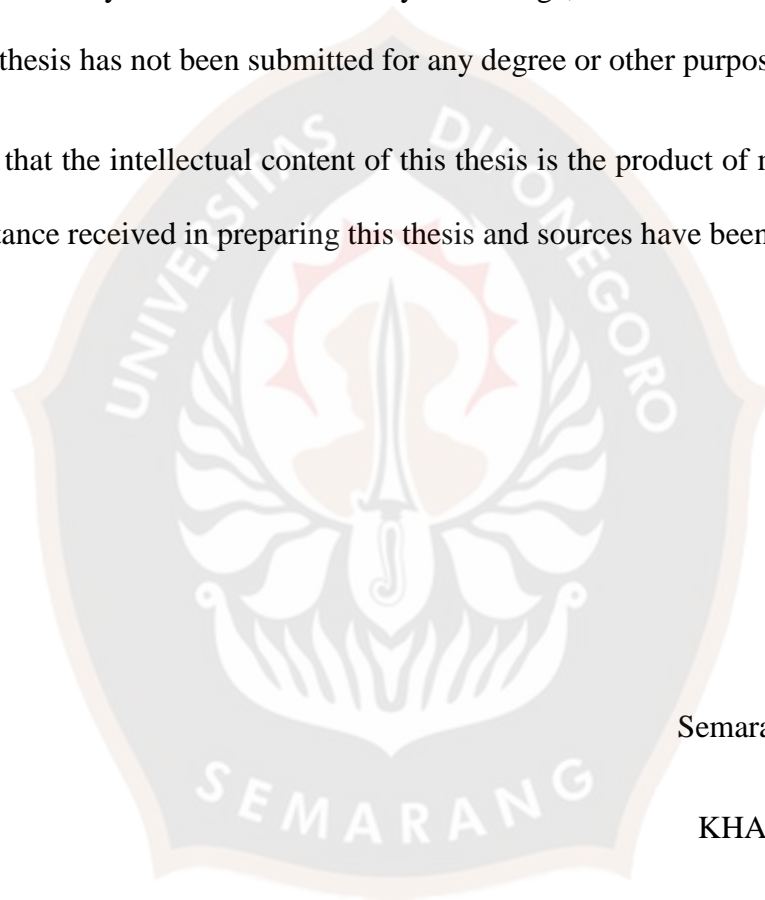 thesis has not been submitted for any degree or other purpos
that the intellectual content of this thesis is the product of
tance received in preparing this thesis and sources have been
UNIVERSITAS DIPONEGORO
Semara
SEMARANG
KHA